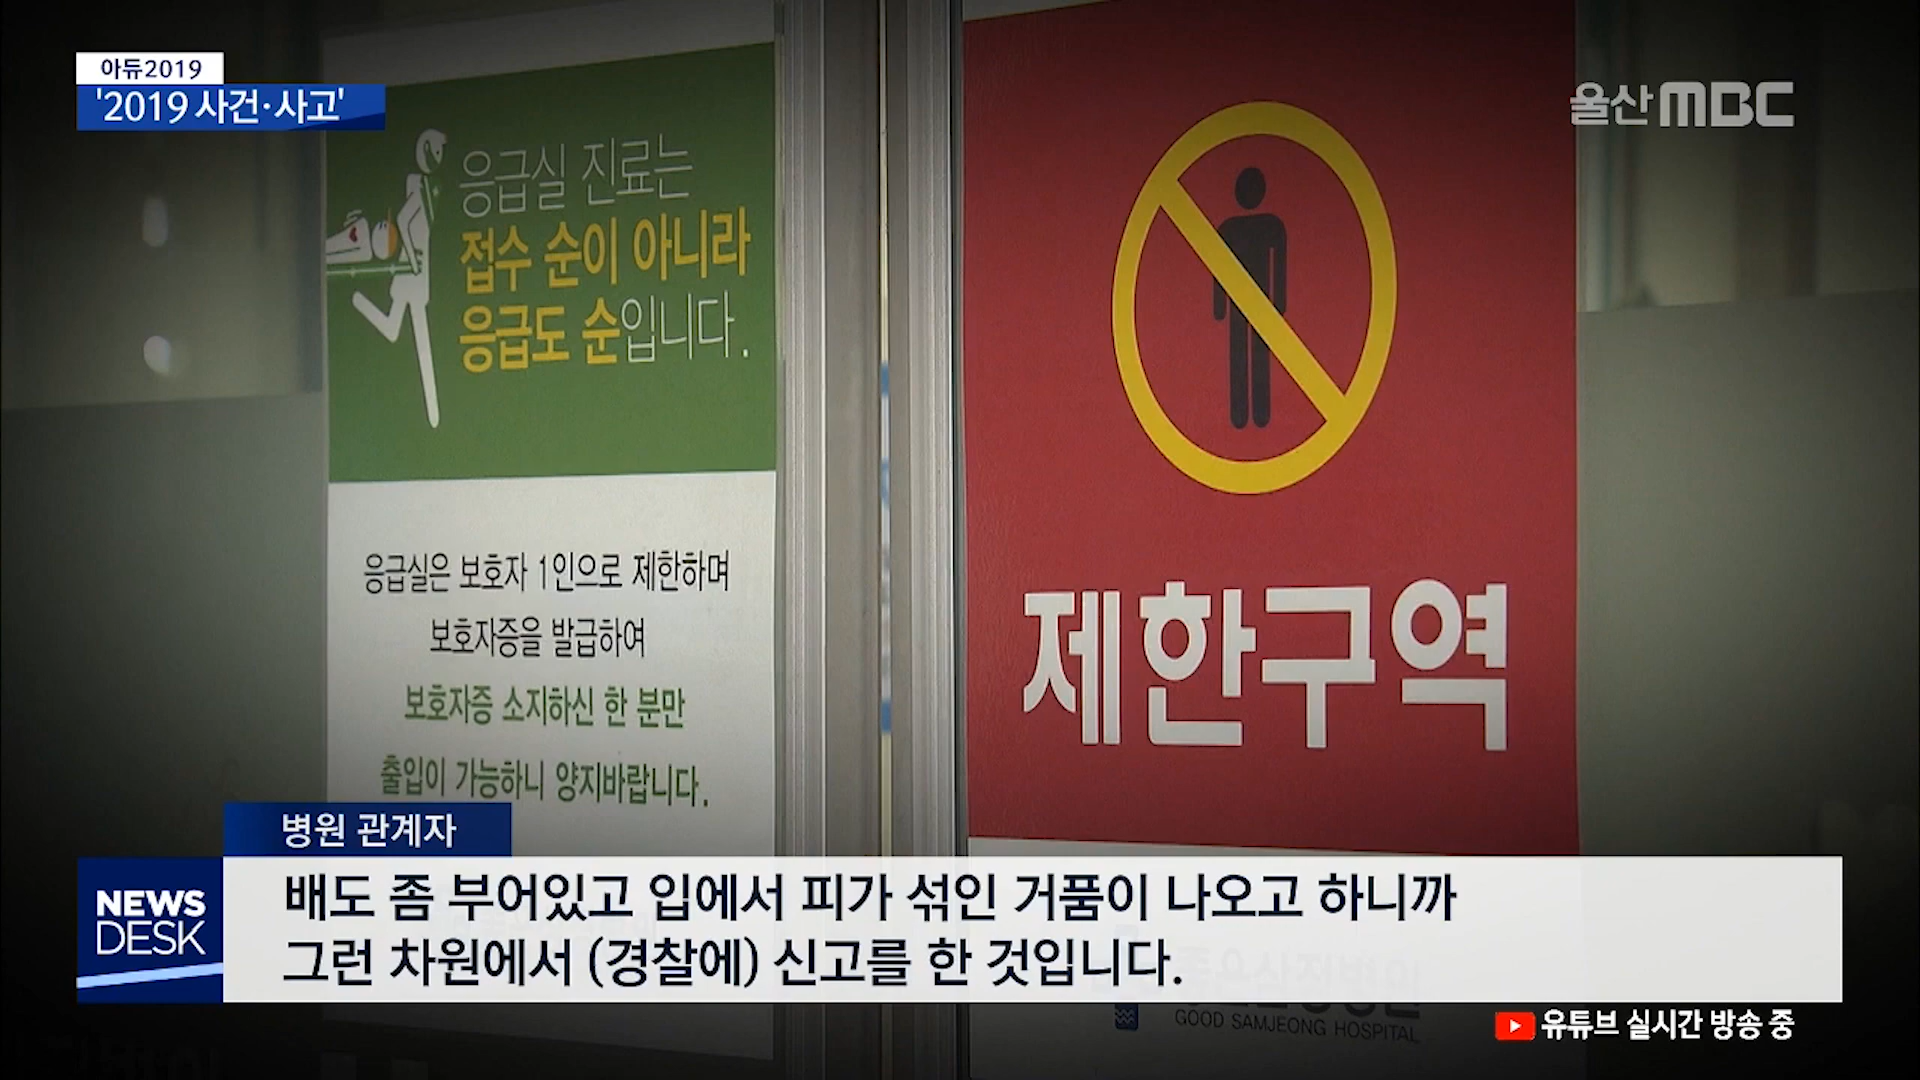 아듀2019
'2019 사건·사고'
울산MBC
응급실 진료는
접수 순이 아니라
응급도 순입니다.
응급실은 보호자 1인으로 제한하며
보호자증을 발급하여
보호자증 소지하신 한 분만
출입이 가능하니 양지바랍니다.
제한구역
병원 관계자
NEWS
DESK
배도 좀 부어있고 입에서 피가 섞인 거품이 나오고 하니까
그런 차원에서 (경찰에) 신고를 한 것입니다.
GOOD SAMJEONG HOSPITAL
유튜브 실시간 방송 중